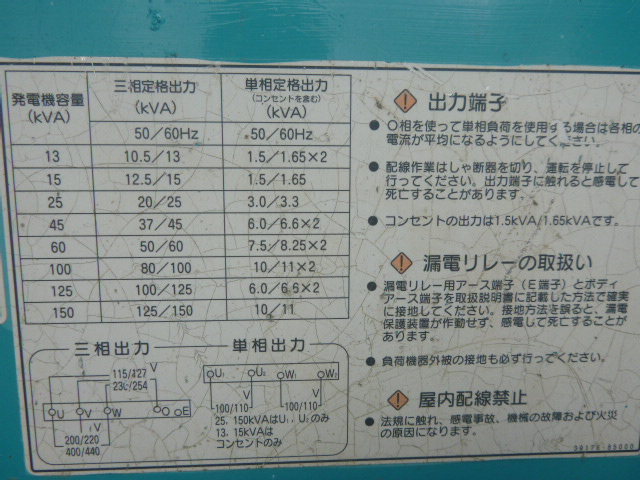 発電機容量
(kVA)
三相定格出力
(kVA)
単相定格出力
(コンセントを含む)
(kVA)
50/60Hz 50/60Hz
13 10.5/13 1.5/1.65×2
15 12.5/15 1.5/1.65
25 20/25 3.0/3.3
45 37/45 6.0/6.6×2
60 50/60 7.5/8.25×2
100 80/100 10/11×2
125 100/125 6.0/6.6×2
150 125/150 10/11
三相出力
115/127
V
230/254
U V W O E
V
200/220
400/440
単相出力
U₁ U₂ W₁ W₂
V V
100/110 100/110
25. 150kVAはU₁, U₂のみ
13. 15kVAは
コンセントのみ
出力端子
● O相を使って単相負荷を使用する場合は各相
電流が平均になるようにしてください。
● 配線作業はしゃ断器を切り、運転を停止して
行ってください。出力端子に触れると感電して
死亡することがあります。
● コンセントの出力は1.5kVA/1.65kVAです。
漏電リレーの取扱い
● 漏電リレー用アース端子(E端子)とボディ
アース端子を取扱説明書に記載した方法で確実
に接地してください。接地方法を誤ると、漏電
保護装置が作動せず、感電して死亡することが
あります。
● 負荷機器外被の接地も必ず行ってください。
屋内配線禁止
● 法規に触れ、感電事故、機械の故障および火災
の原因になります。